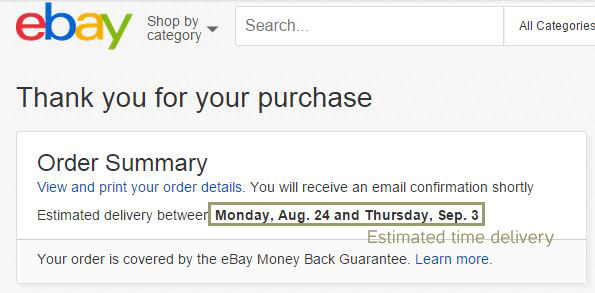 ebay
Shop by
category
Search...
All Categories
Thank you for your purchase
Order Summary
View and print your order details. You will receive an email confirmation shortly
Estimated delivery between Monday, Aug. 24 and Thursday, Sep. 3
Estimated time delivery
Your order is covered by the eBay Money Back Guarantee. Learn more.